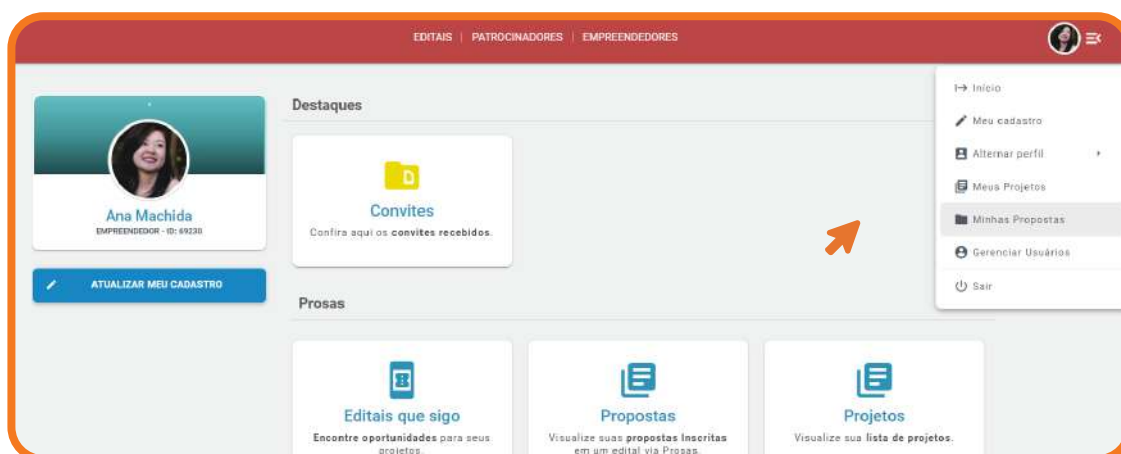 EDITAIS | PATROCINADORES | EMPREENDEDORES
Início
Meu cadastro
Alternar perfil
Meus Projetos
Minhas Propostas
Gerenciar Usuários
Sair
Ana Machida
EMPREENDEDOR - ID: 69230
ATUALIZAR MEU CADASTRO
Destaques
Convites
Confira aqui os convites recebidos.
Prosas
Editais que sigo
Encontre oportunidades para seus
projetos.
Propostas
Visualize suas propostas Inscritas
em um edital via Prosas.
Projetos
Visualize sua lista de projetos.